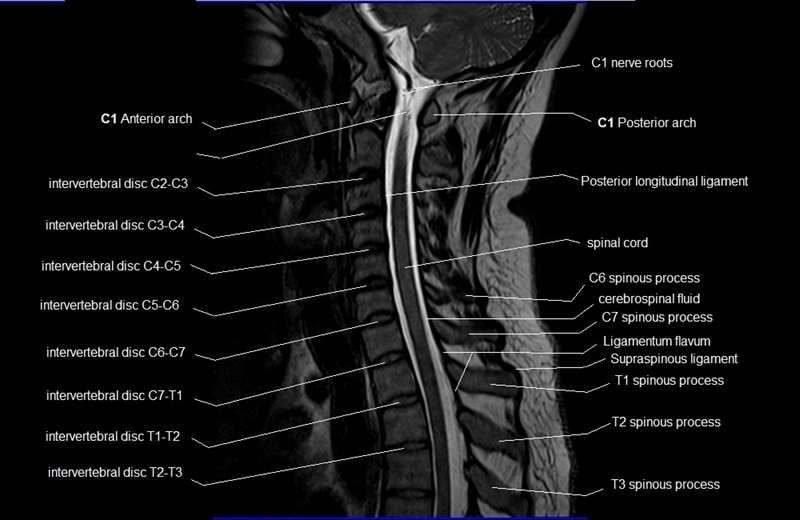 C1 nerve roots
C1 Anterior arch
C1 Posterior arch
intervertebral disc C2-C3
Posterior longitudinal ligament
intervertebral disc C3-C4
spinal cord
intervertebral disc C4-C5
C6 spinous process
cerebrospinal fluid
intervertebral disc C5-C6
C7 spinous process
Ligamentum flavum
intervertebral disc C6-C7
Supraspinous ligament
T1 spinous process
intervertebral disc C7-T1
T2 spinous process
intervertebral disc T1-T2
intervertebral disc T2-T3
T3 spinous process